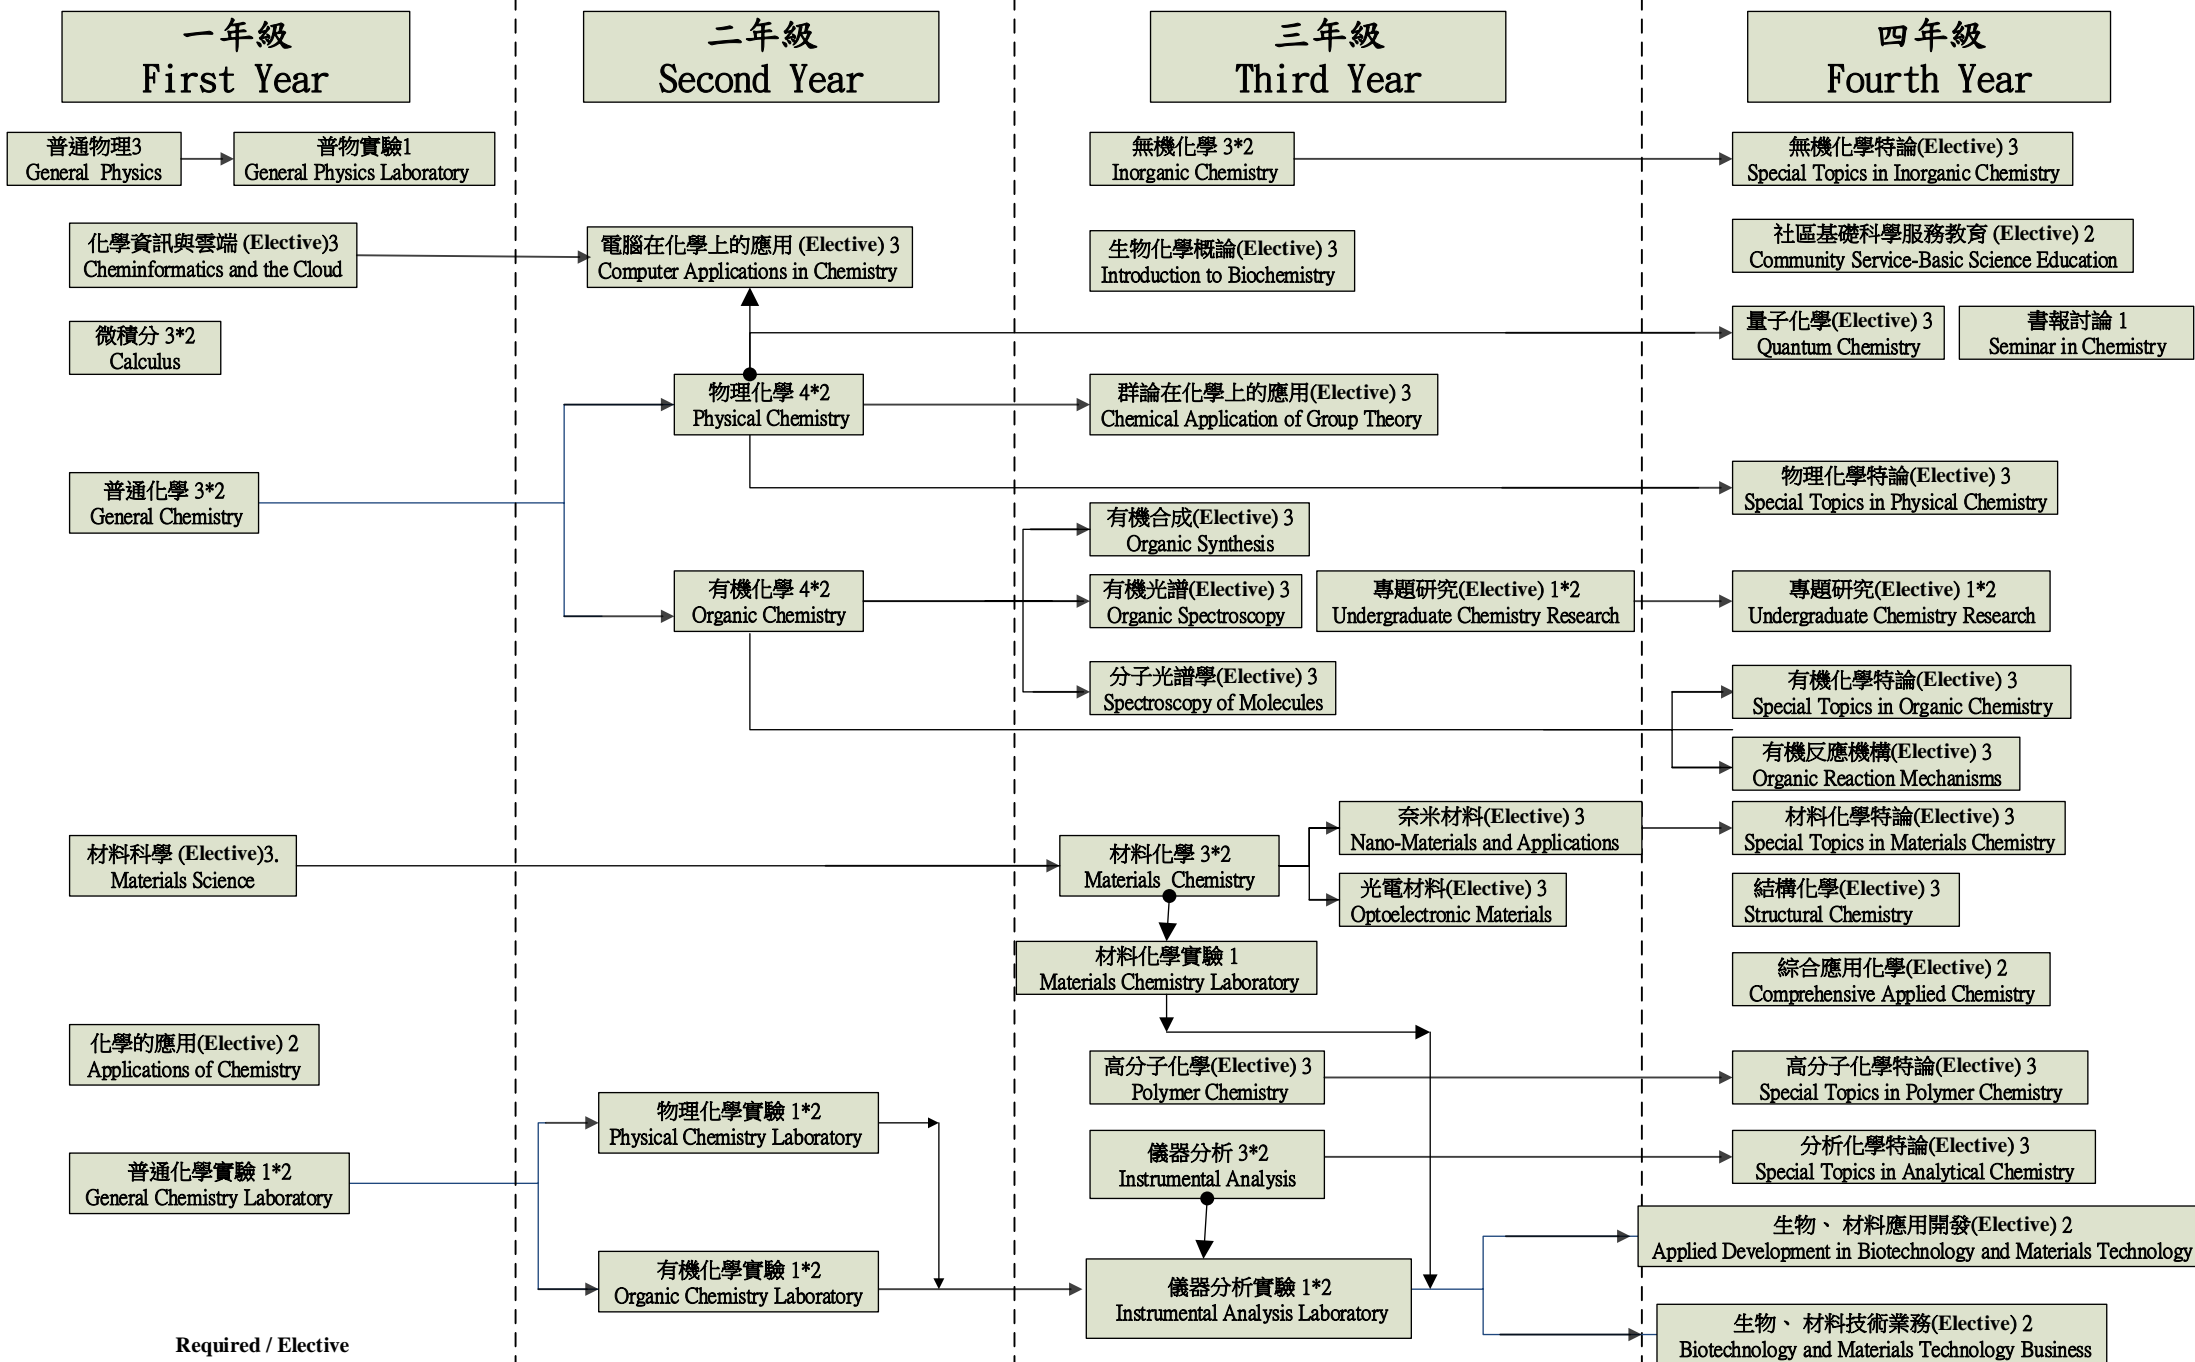 一年級
First Year
二年級
Second Year
三年級
Third Year
四年級
Fourth Year
普通物理3
General Physics
普物實驗1
General Physics Laboratory
無機化學 3*2
Inorganic Chemistry
無機化學特論(Elective) 3
Special Topics in Inorganic Chemistry
化學資訊與雲端 (Elective)3
Cheminformatics and the Cloud
電腦在化學上的應用 (Elective) 3
Computer Applications in Chemistry
生物化學概論(Elective) 3
Introduction to Biochemistry
社區基礎科學服務教育 (Elective) 2
Community Service-Basic Science Education
微積分 3*2
Calculus
量子化學(Elective) 3
Quantum Chemistry
書報討論 1
Seminar in Chemistry
物理化學 4*2
Physical Chemistry
群論在化學上的應用(Elective) 3
Chemical Application of Group Theory
普通化學 3*2
General Chemistry
物理化學特論(Elective) 3
Special Topics in Physical Chemistry
有機合成(Elective) 3
Organic Synthesis
有機化學 4*2
Organic Chemistry
有機光譜(Elective) 3
Organic Spectroscopy
專題研究(Elective) 1*2
Undergraduate Chemistry Research
專題研究(Elective) 1*2
Undergraduate Chemistry Research
分子光譜學(Elective) 3
Spectroscopy of Molecules
有機化學特論(Elective) 3
Special Topics in Organic Chemistry
有機反應機構(Elective) 3
Organic Reaction Mechanisms
材料科學 (Elective)3.
Materials Science
材料化學 3*2
Materials Chemistry
奈米材料(Elective) 3
Nano-Materials and Applications
材料化學特論(Elective) 3
Special Topics in Materials Chemistry
光電材料(Elective) 3
Optoelectronic Materials
結構化學(Elective) 3
Structural Chemistry
材料化學實驗 1
Materials Chemistry Laboratory
綜合應用化學(Elective) 2
Comprehensive Applied Chemistry
化學的應用(Elective) 2
Applications of Chemistry
高分子化學(Elective) 3
Polymer Chemistry
高分子化學特論(Elective) 3
Special Topics in Polymer Chemistry
物理化學實驗 1*2
Physical Chemistry Laboratory
儀器分析 3*2
Instrumental Analysis
分析化學特論(Elective) 3
Special Topics in Analytical Chemistry
普通化學實驗 1*2
General Chemistry Laboratory
生物、 材料應用開發(Elective) 2
Applied Development in Biotechnology and Materials Technology
有機化學實驗 1*2
Organic Chemistry Laboratory
儀器分析實驗 1*2
Instrumental Analysis Laboratory
生物、 材料技術業務(Elective) 2
Biotechnology and Materials Technology Business
Required / Elective